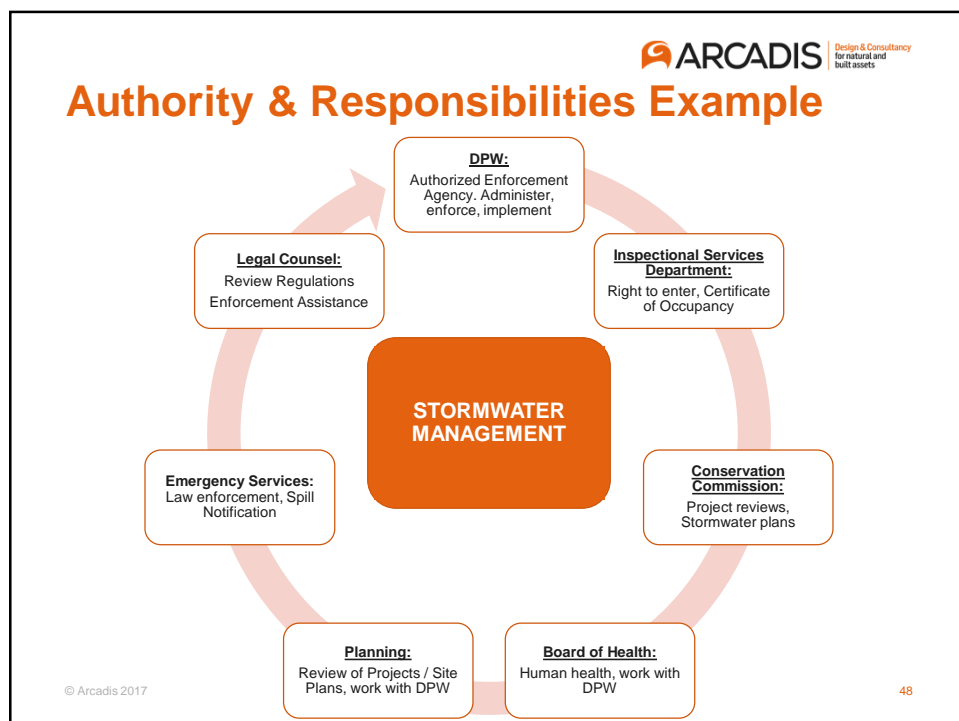 ARCADIS
Design & Consultancy
for natural and
built assets
Authority & Responsibilities Example
DPW:
Authorized Enforcement
Agency. Administer,
enforce, implement
Inspectional Services
Department:
Right to enter, Certificate
of Occupancy
Conservation
Commission:
Project reviews,
Stormwater plans
Board of Health:
Human health, work with
DPW
Planning:
Review of Projects / Site
Plans, work with DPW
Emergency Services:
Law enforcement, Spill
Notification
Legal Counsel:
Review Regulations
Enforcement Assistance
STORMWATER
MANAGEMENT
© Arcadis 2017
48